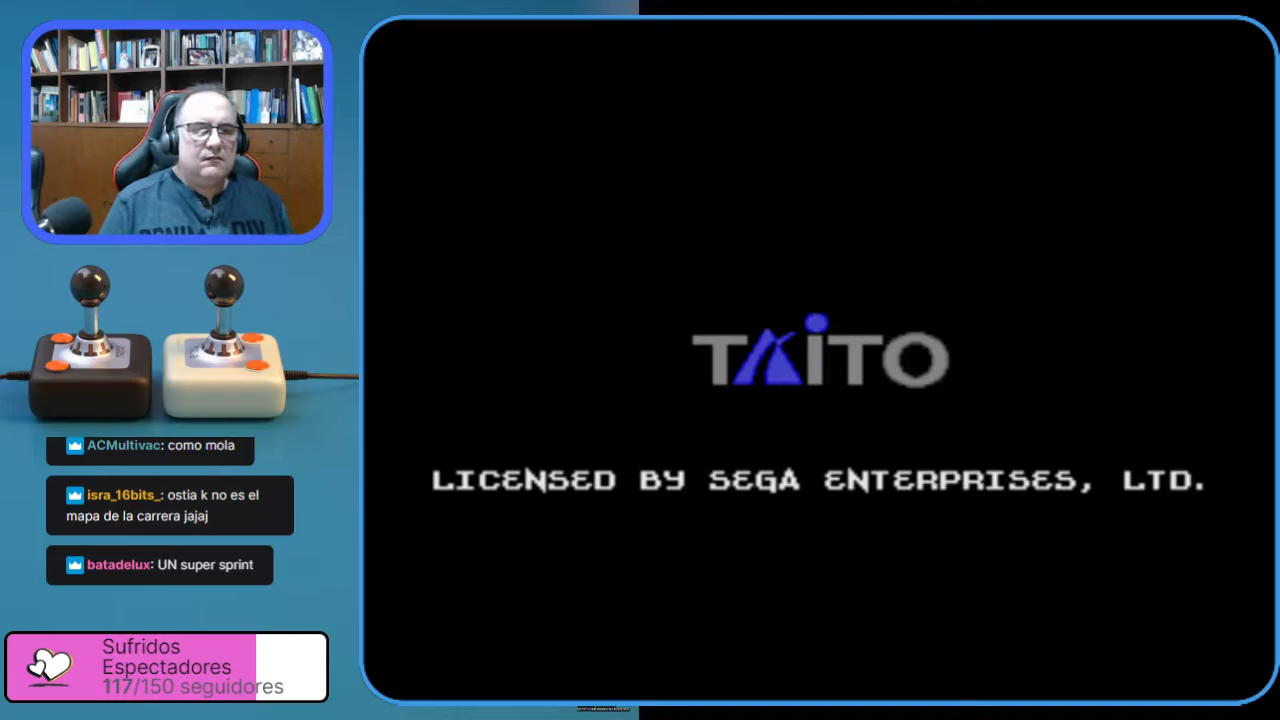 TAITO
LICENSED BY SEGA ENTERPRISES, LTD.
ACMultivac: como mola
isra_16bits_: ostia k no es el
mapa de la carrera jajaj
batadelux: UN super sprint
Sufridos
Espectadores
117/150 seguidores